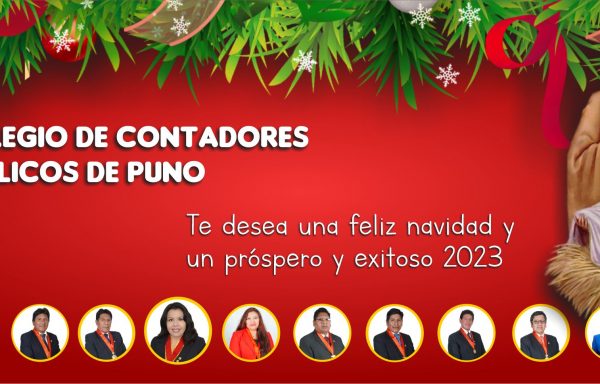 LEGIO DE CONTADORES
LICOS DE PUNO
Te desea una feliz navidad y
un próspero y exitoso 2023